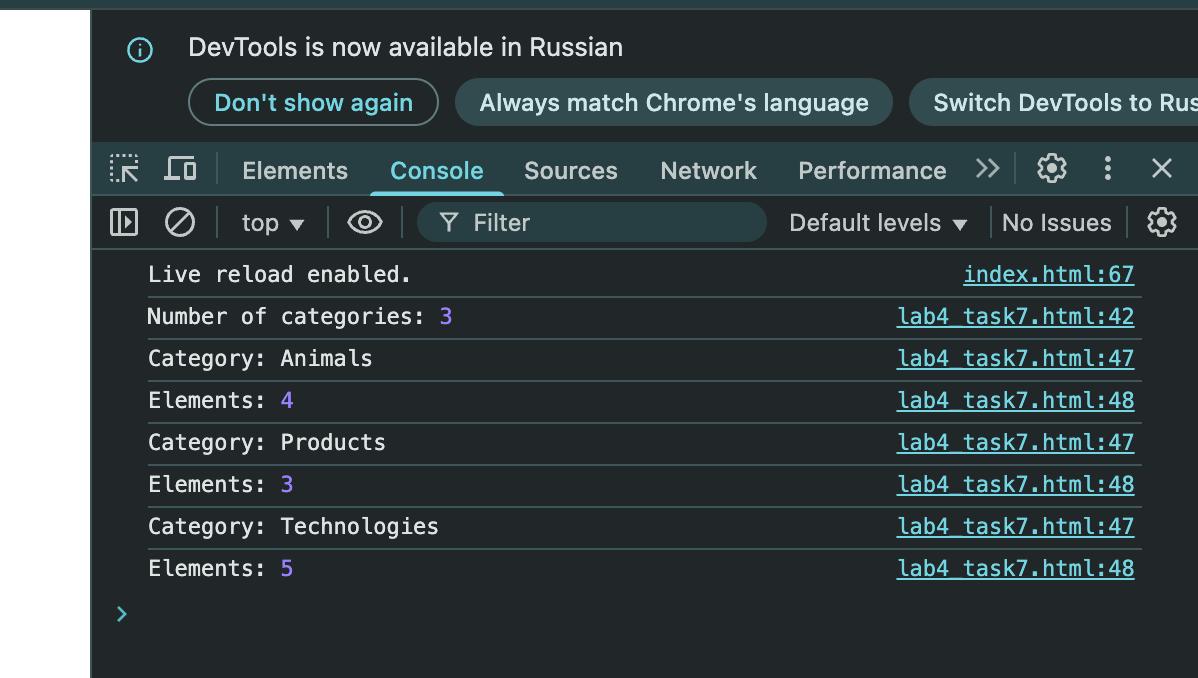 DevTools is now available in Russian
Don't show again Always match Chrome's language Switch DevTools to
Elements Console Sources Network Performance
top Filter Default levels No Issues
Live reload enabled. index.html:67
Number of categories: 3 lab4_task7.html:42
Category: Animals lab4_task7.html:47
Elements: 4 lab4_task7.html:48
Category: Products lab4_task7.html:47
Elements: 3 lab4_task7.html:48
Category: Technologies lab4_task7.html:47
Elements: 5 lab4_task7.html:48